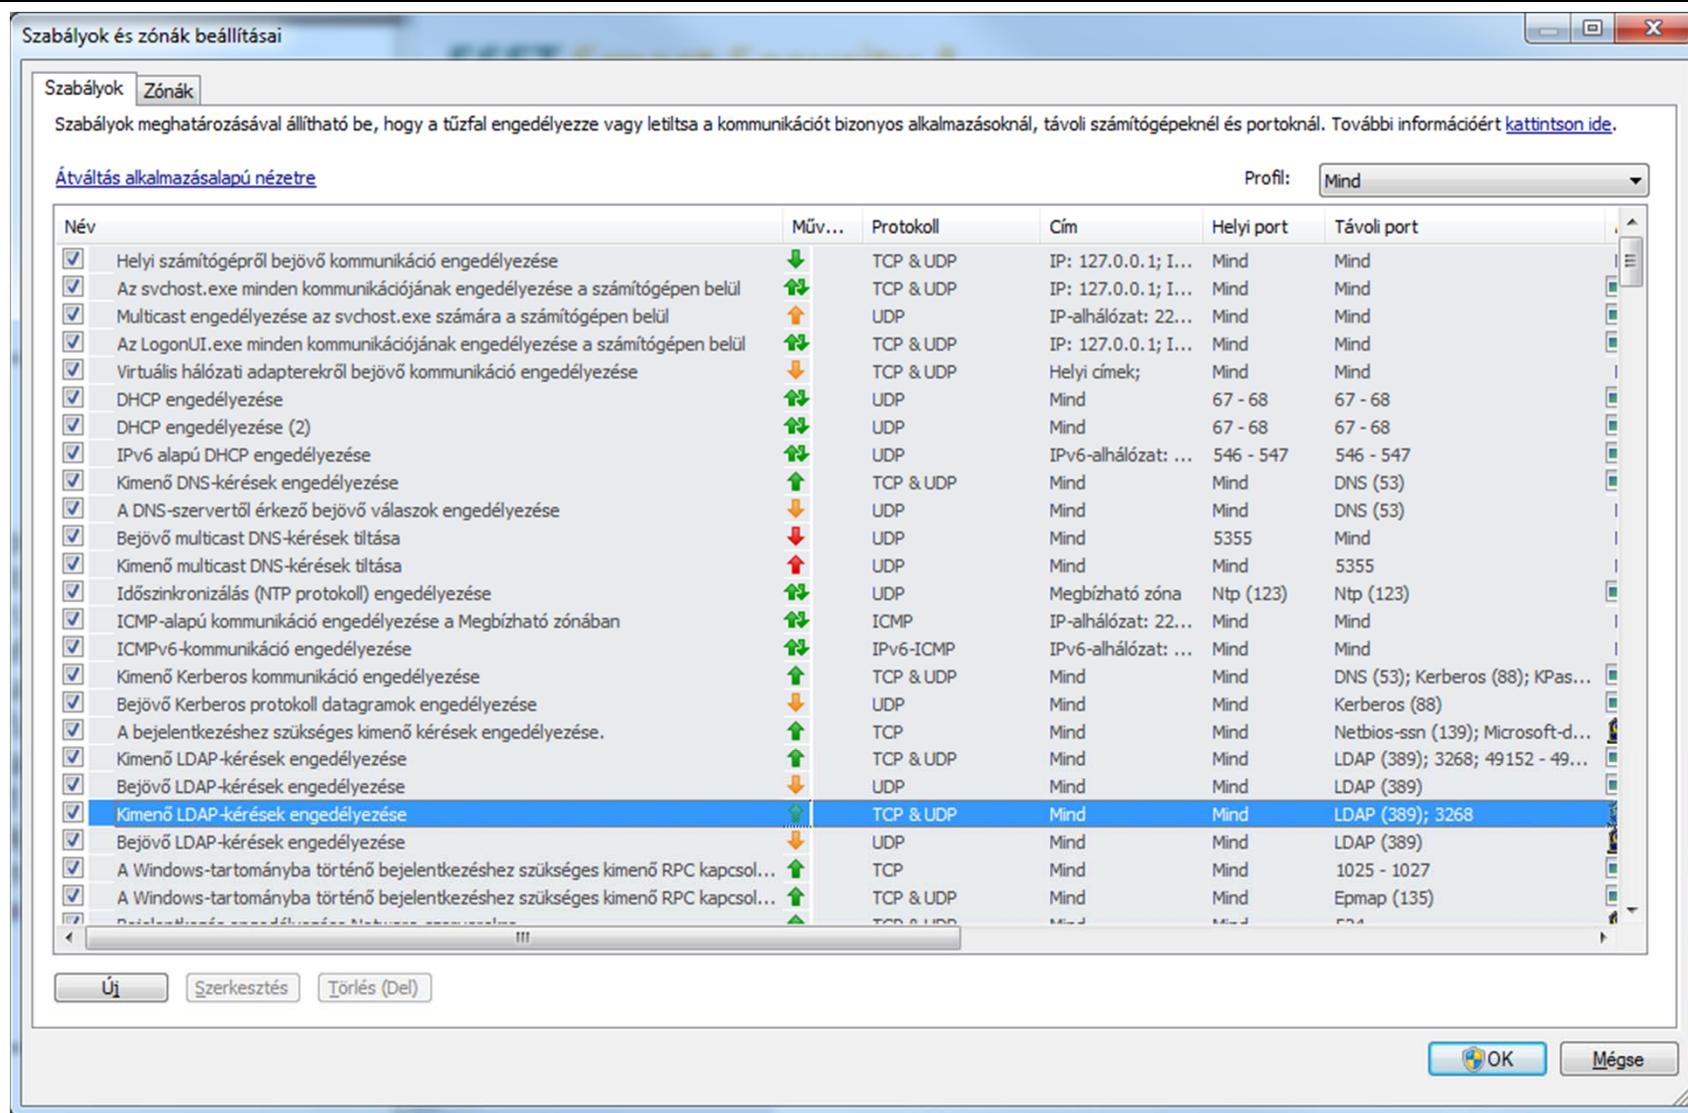 Szabályok és zónák beállításai
Szabályok Zónák
Szabályok meghatározásával állítható be, hogy a tűzfal engedélyezze vagy letiltsa a kommunikációt bizonyos alkalmazásoknál, távoli számítógépeknél és portoknál. További információért kattintson ide.
Átváltás alkalmazásalapú nézetre Profil: Mind
Név Műv... Protokoll Cím Helyi port Távoli port
Helyi számítógépről bejövő kommunikáció engedélyezése TCP & UDP IP: 127.0.0.1; I... Mind Mind
Az svchost.exe minden kommunikációjának engedélyezése a számítógépen belül TCP & UDP IP: 127.0.0.1; I... Mind Mind
Multicast engedélyezése az svchost.exe számára a számítógépen belül UDP IP-alhálózat: 22... Mind Mind
Az LogonUI.exe minden kommunikációjának engedélyezése a számítógépen belül TCP & UDP IP: 127.0.0.1; I... Mind Mind
Virtuális hálózati adapterekről bejövő kommunikáció engedélyezése TCP & UDP Helyi címek; Mind Mind
DHCP engedélyezése UDP Mind 67 - 68 67 - 68
DHCP engedélyezése (2) UDP Mind 67 - 68 67 - 68
IPv6 alapú DHCP engedélyezése UDP IPv6-alhálózat: ... 546 - 547 546 - 547
Kimenő DNS-kérések engedélyezése TCP & UDP Mind Mind DNS (53)
A DNS-szervertől érkező bejövő válaszok engedélyezése UDP Mind Mind DNS (53)
Bejövő multicast DNS-kérések tiltása UDP Mind 5355 Mind
Kimenő multicast DNS-kérések tiltása UDP Mind Mind 5355
Időszinkronizálás (NTP protokoll) engedélyezése UDP Megbízható zóna Ntp (123) Ntp (123)
ICMP-alapú kommunikáció engedélyezése a Megbízható zónában ICMP IP-alhálózat: 22... Mind Mind
ICMPv6-kommunikáció engedélyezése IPv6-ICMP IPv6-alhálózat: ... Mind Mind
Kimenő Kerberos kommunikáció engedélyezése TCP & UDP Mind Mind DNS (53); Kerberos (88); KPas...
Bejövő Kerberos protokoll datagramok engedélyezése UDP Mind Mind Kerberos (88)
A bejelentkezéshez szükséges kimenő kérések engedélyezése. TCP Mind Mind Netbios-ssn (139); Microsoft-d...
Kimenő LDAP-kérések engedélyezése TCP & UDP Mind Mind LDAP (389); 3268; 49152 - 49...
Bejövő LDAP-kérések engedélyezése UDP Mind Mind LDAP (389)
Kimenő LDAP-kérések engedélyezése TCP & UDP Mind Mind LDAP (389); 3268
Bejövő LDAP-kérések engedélyezése UDP Mind Mind LDAP (389)
A Windows-tartományba történő bejelentkezéshez szükséges kimenő RPC kapcsol... TCP Mind Mind 1025 - 1027
A Windows-tartományba történő bejelentkezéshez szükséges kimenő RPC kapcsol... TCP & UDP Mind Mind Epmap (135)
Új Szerkesztés Törlés (Del)
OK Mégse